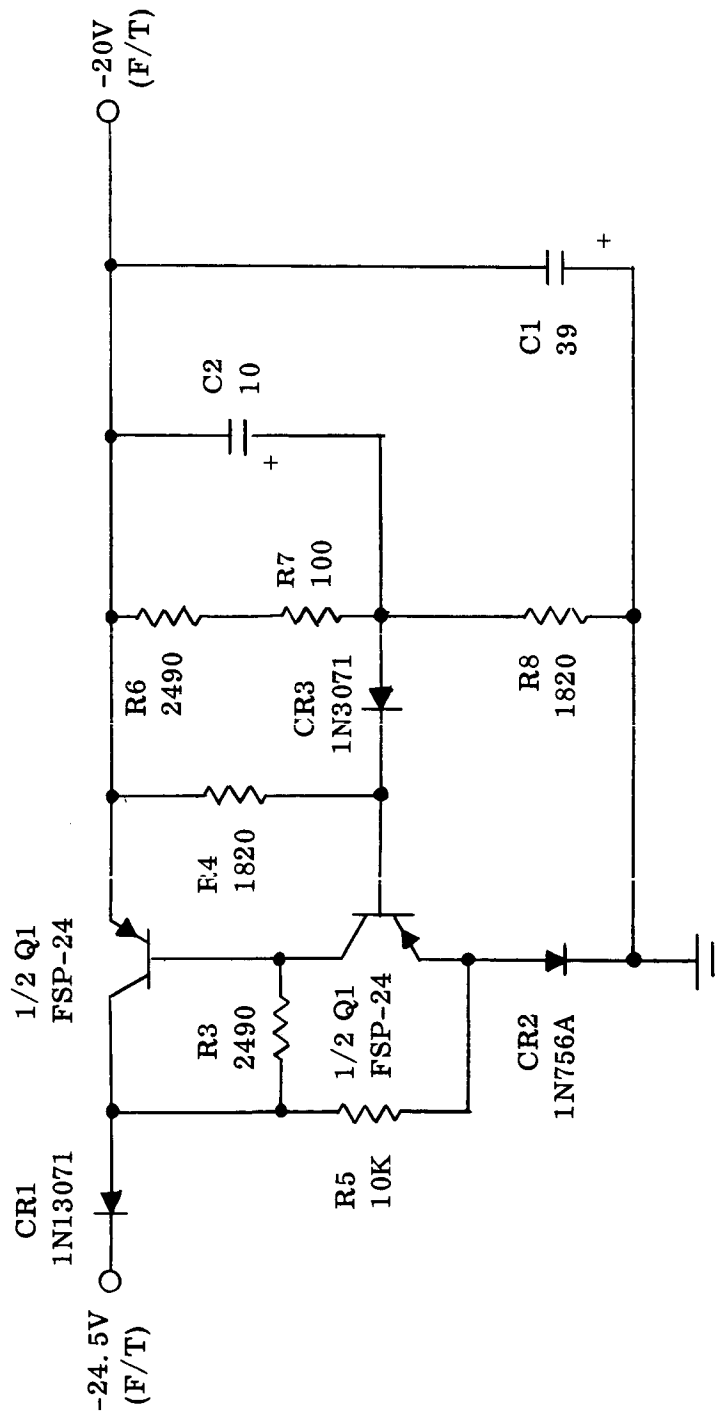 CR1
1N13071
-24.5V
(F/T)
1/2 Q1
FSP-24
R3
2490
R5
10K
1/2 Q1
FSP-24
CR2
1N756A
R4
1820
R6
2490
R7
100
CR3
1N3071
R8
1820
C2
10
+
C1
39
+
-20V
(F/T)